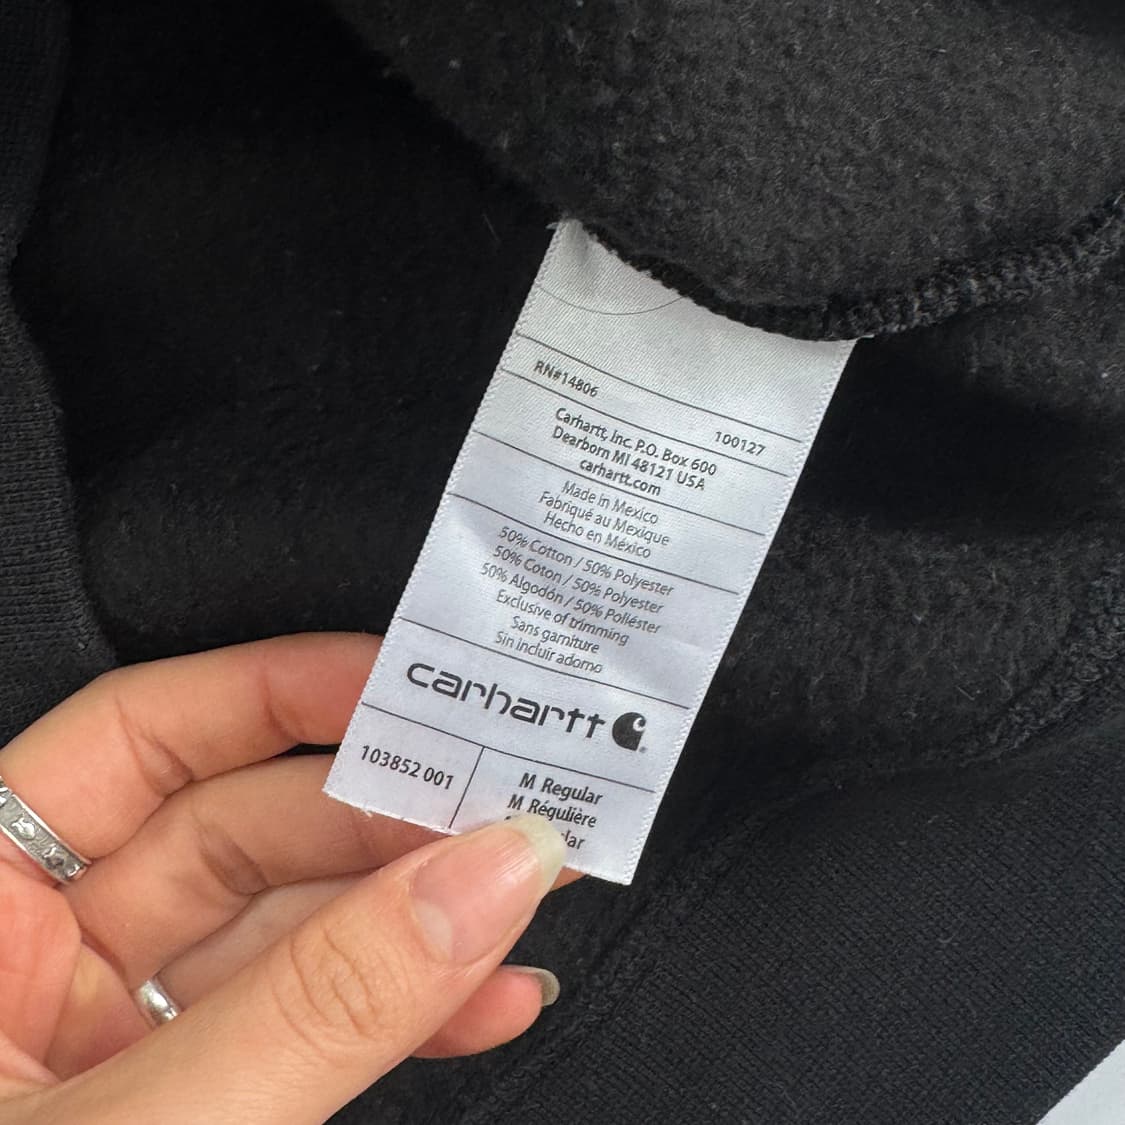 RN#14806
100127
Carhartt, Inc. P.O. Box 600
Dearborn MI 48121 USA
carhartt.com
Made in Mexico
Fabriqué au Mexique
Hecho en México
50% Cotton / 50% Polyester
50% Coton / 50% Polyester
50% Algodón / 50% Poliéster
Exclusive of trimming
Sans garniture
Sin incluir adorno
carhartt
103852 001
M Regular
M Régulière